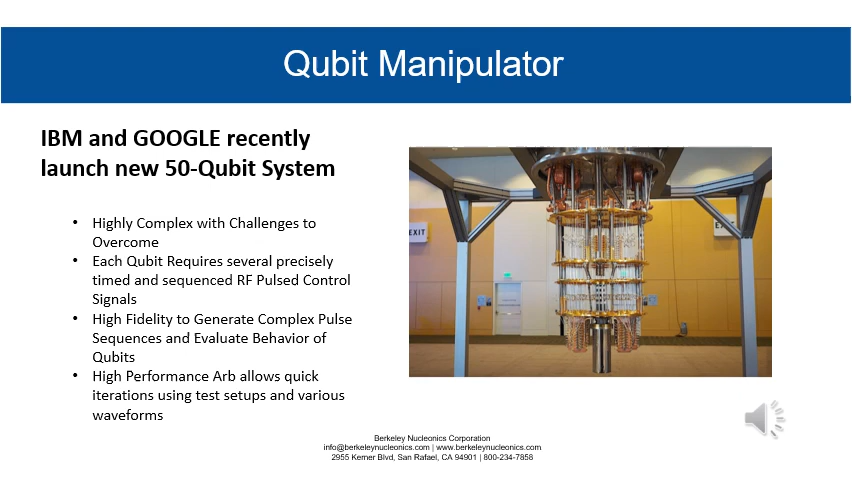 Qubit Manipulator
IBM and GOOGLE recently
launch new 50-Qubit System
• Highly Complex with Challenges to
Overcome
• Each Qubit Requires several precisely
timed and sequenced RF Pulsed Control
Signals
• High Fidelity to Generate Complex Pulse
Sequences and Evaluate Behavior of
Qubits
• High Performance Arb allows quick
iterations using test setups and various
waveforms
EXIT
Berkeley Nucleonics Corporation
info@berkeleynucleonics.com | www.berkeleynucleonics.com
2955 Kerner Blvd, San Rafael, CA 94901 | 800-234-7858